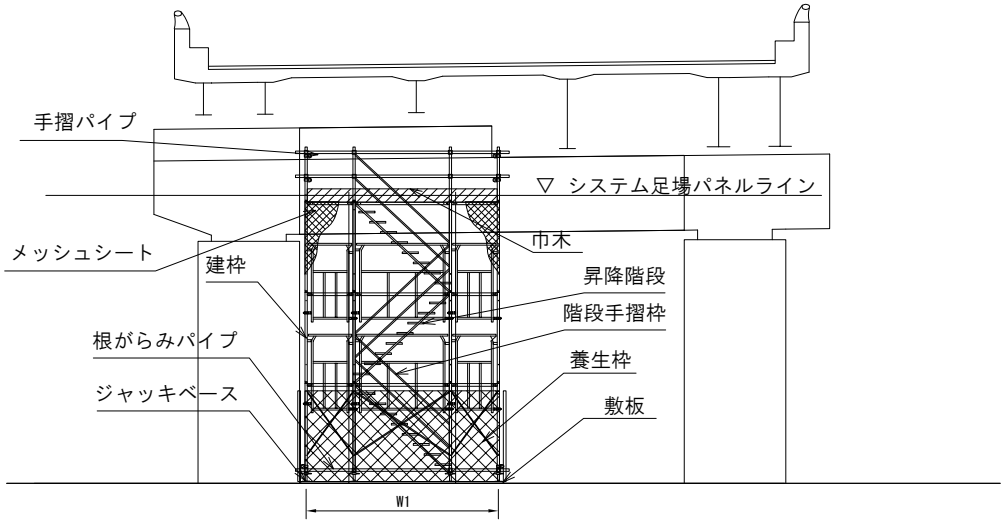 手摺パイプ
▽ システム足場パネルライン
メッシュシート
巾木
建枠
昇降階段
階段手摺枠
根がらみパイプ
養生枠
ジャッキベース
敷板
W1